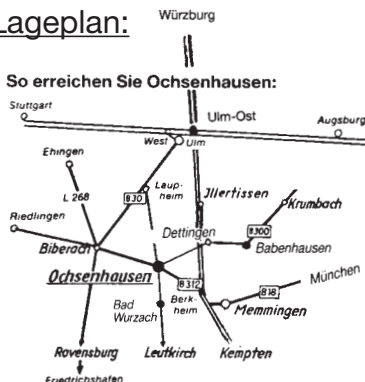 Lageplan:
Würzburg
So erreichen Sie Ochsenhausen:
Stuttgart
Ulm-Ost
Augsburg
West
Ulm
Ehingen
Laup-
heim
L 268
B30
Illertissen
Krumbach
Riedlingen
Dettingen
B300
Biberach
Babenhausen
Ochsenhausen
München
B312
B18
Bad
Wurzach
Berk-
heim
Memmingen
Ravensburg
Leutkirch
Kempten
Friedrichshafen